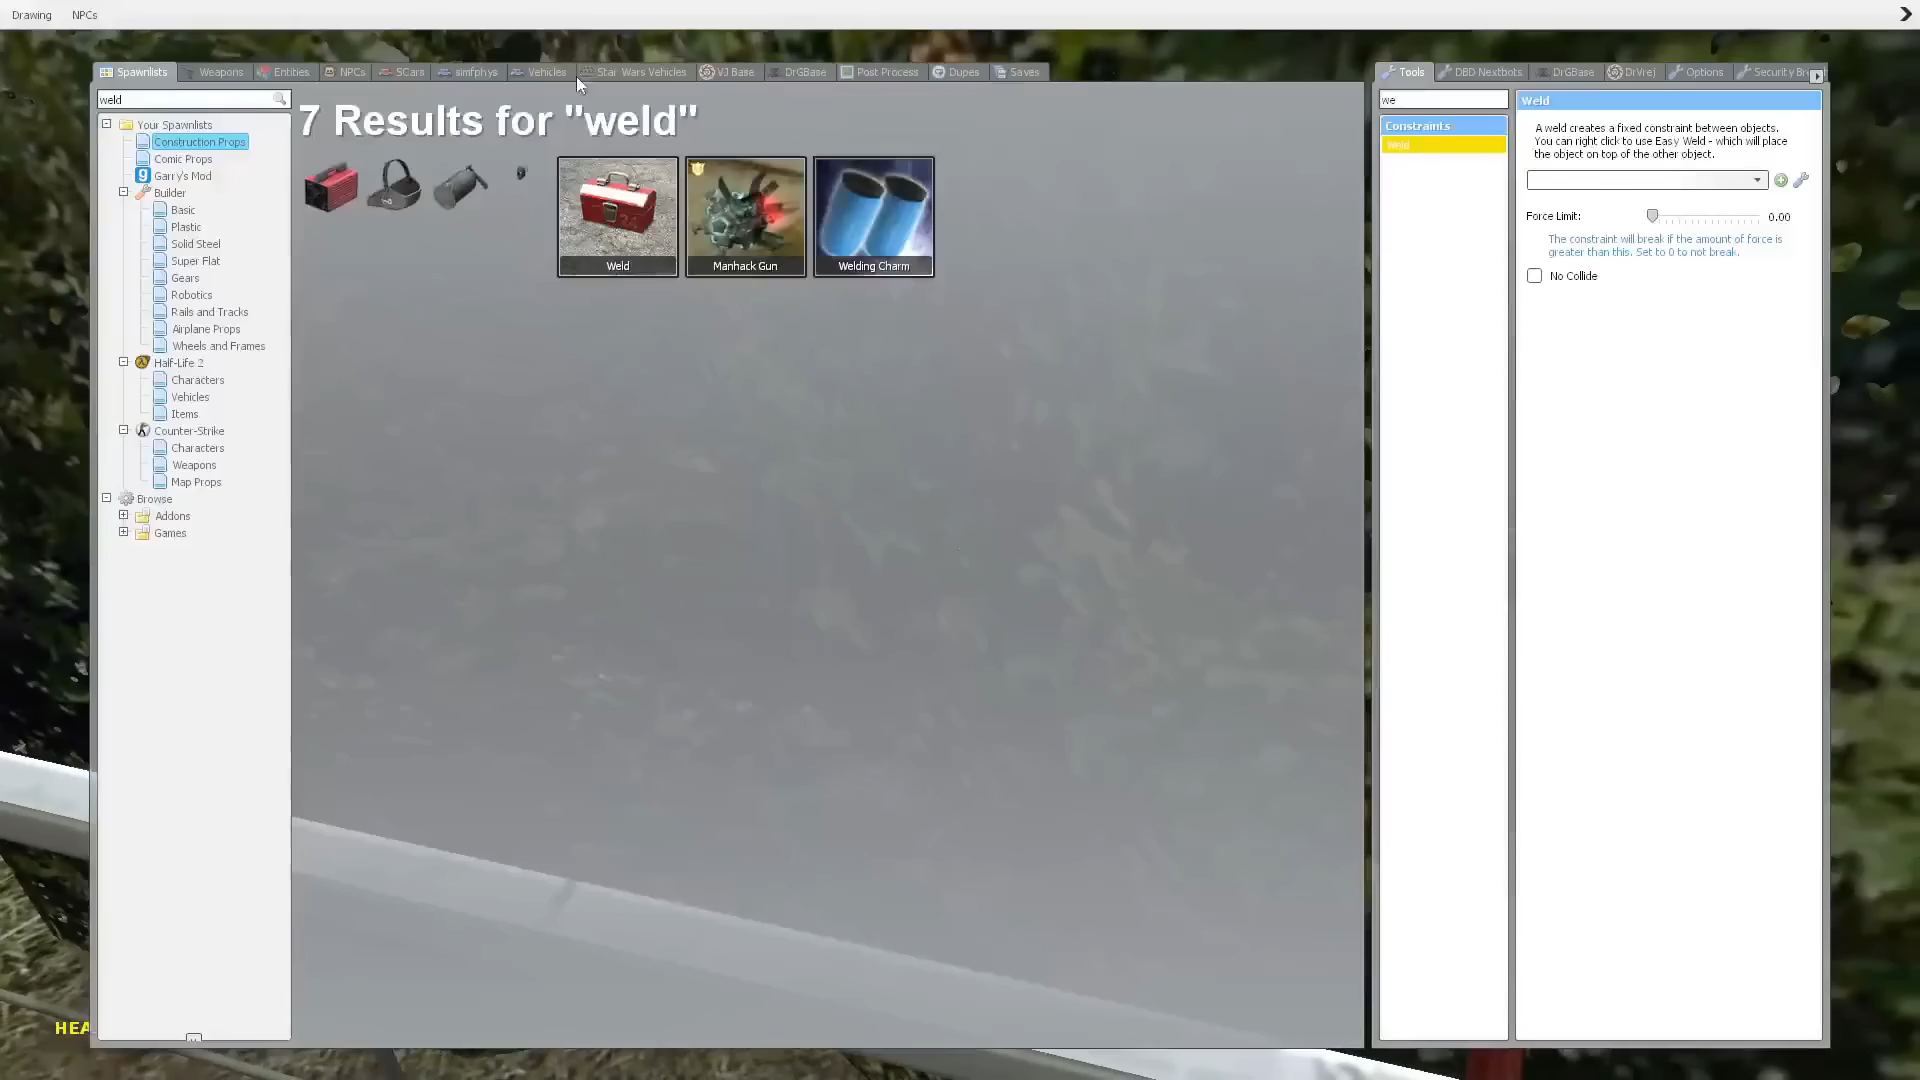 Drawing NPCs
Spawnlists Weapons Entities NPCs SCars simfphys Vehicles Star Wars Vehicles VJ Base DrGBase Post Process Dupes Saves
weld
Your Spawnlists
Construction Props
Comic Props
Garry's Mod
Builder
Basic
Plastic
Solid Steel
Super Flat
Gears
Robotics
Rails and Tracks
Airplane Props
Wheels and Frames
Half-Life 2
Characters
Vehicles
Items
Counter-Strike
Characters
Weapons
Map Props
Browse
Addons
Games
7 Results for "weld"
Weld
Manhack Gun
Welding Charm
Tools DBD Nextbots DrGBase DrVrej Options
we
Constraints
Weld
Weld
A weld creates a fixed constraint between objects.
You can right click to use Easy Weld - which will place
the object on top of the other object.
Force Limit: 0.00
The constraint will break if the amount of force is
greater than this. Set to 0 to not break.
No Collide